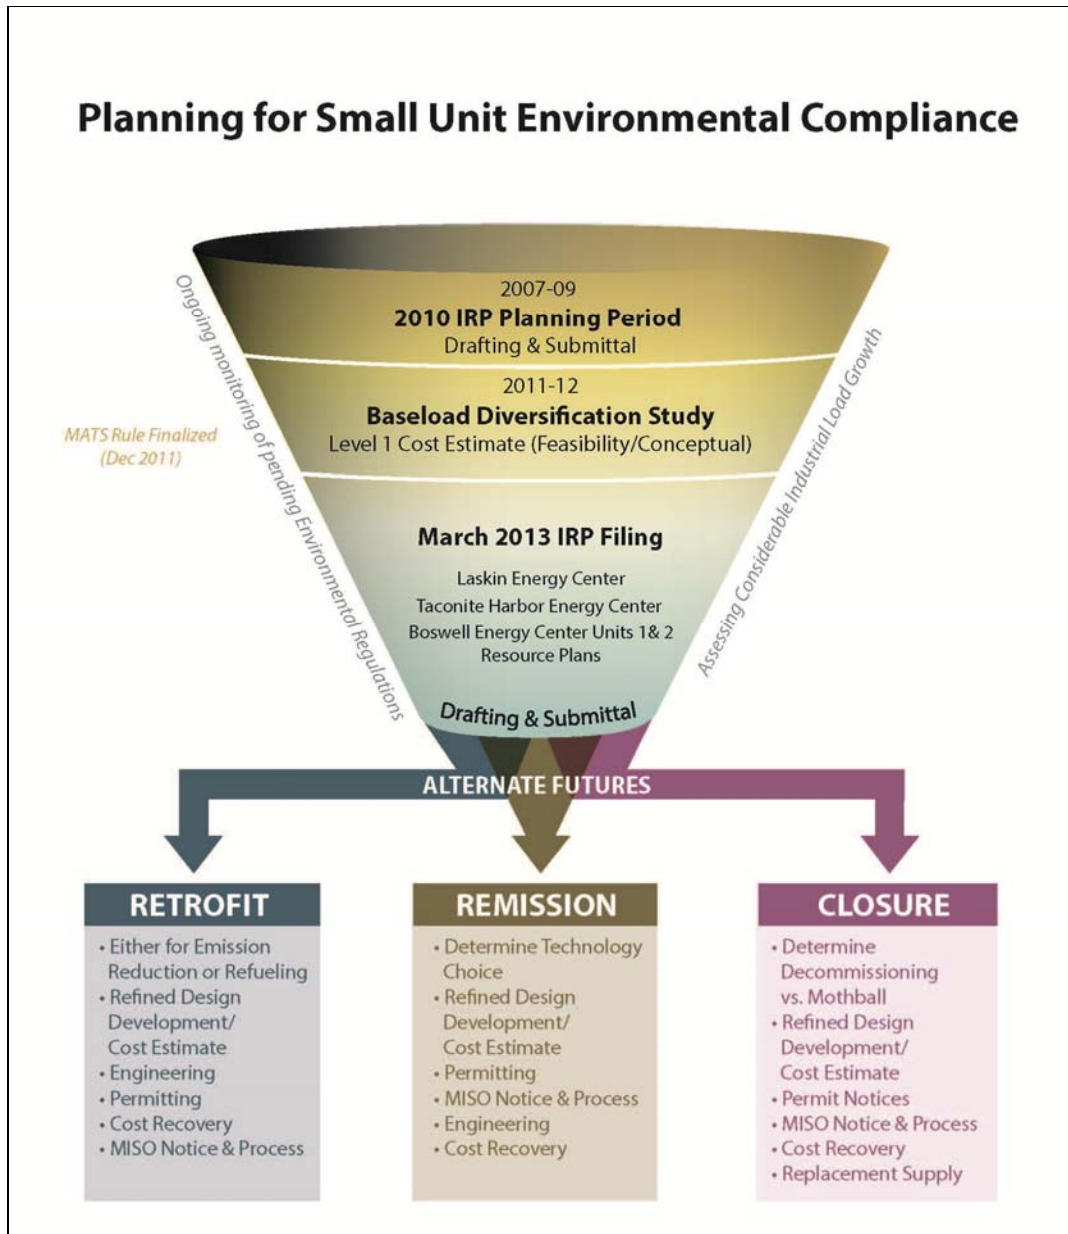 Planning for Small Unit Environmental Compliance
2007-09
2010 IRP Planning Period
Drafting & Submittal
2011-12
Baseload Diversification Study
Level 1 Cost Estimate (Feasibility/Conceptual)
Ongoing monitoring of pending Environmental Regulations
Assessing Considerable Industrial Load Growth
MATS Rule Finalized
(Dec 2011)
March 2013 IRP Filing
Laskin Energy Center
Taconite Harbor Energy Center
Boswell Energy Center Units 1& 2
Resource Plans
Drafting & Submittal
ALTERNATE FUTURES
RETROFIT
• Either for Emission
Reduction or Refueling
• Refined Design
Development/
Cost Estimate
• Engineering
• Permitting
• Cost Recovery
• MISO Notice & Process
REMISSION
• Determine Technology
Choice
• Refined Design
Development/
Cost Estimate
• Permitting
• MISO Notice & Process
• Engineering
• Cost Recovery
CLOSURE
• Determine
Decommissioning
vs. Mothball
• Refined Design
Development/
Cost Estimate
• Permit Notices
• MISO Notice & Process
• Cost Recovery
• Replacement Supply